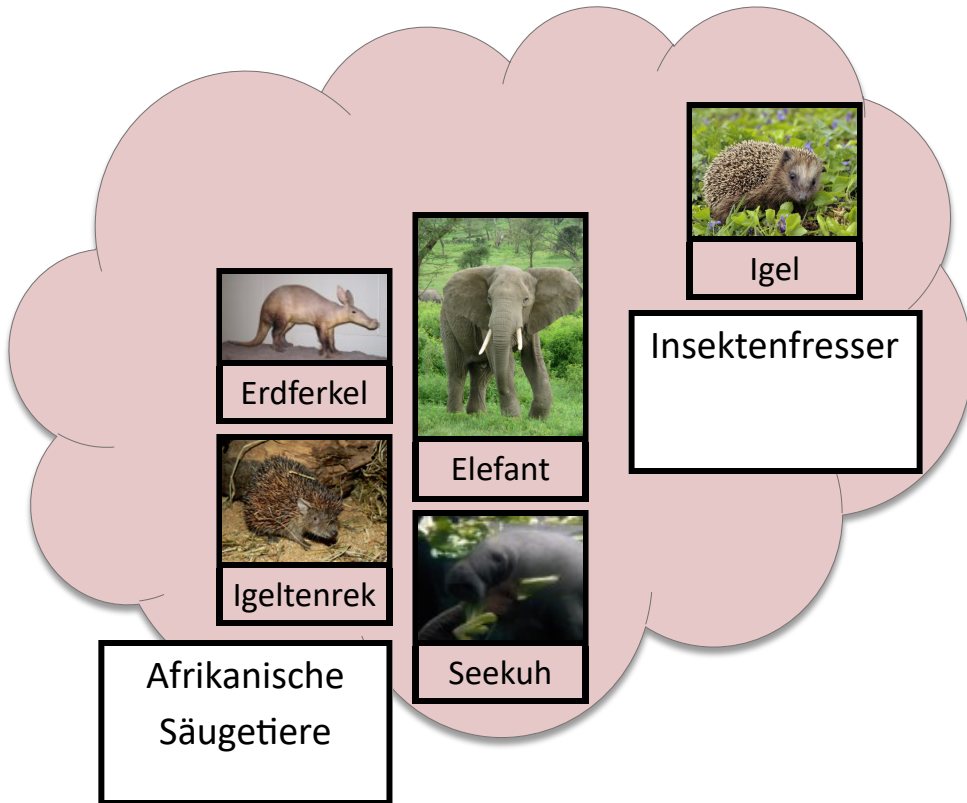 Igel
Insektenfresser
Erdferkel
Elefant
Igeltenrek
Seekuh
Afrikanische
Säugetiere